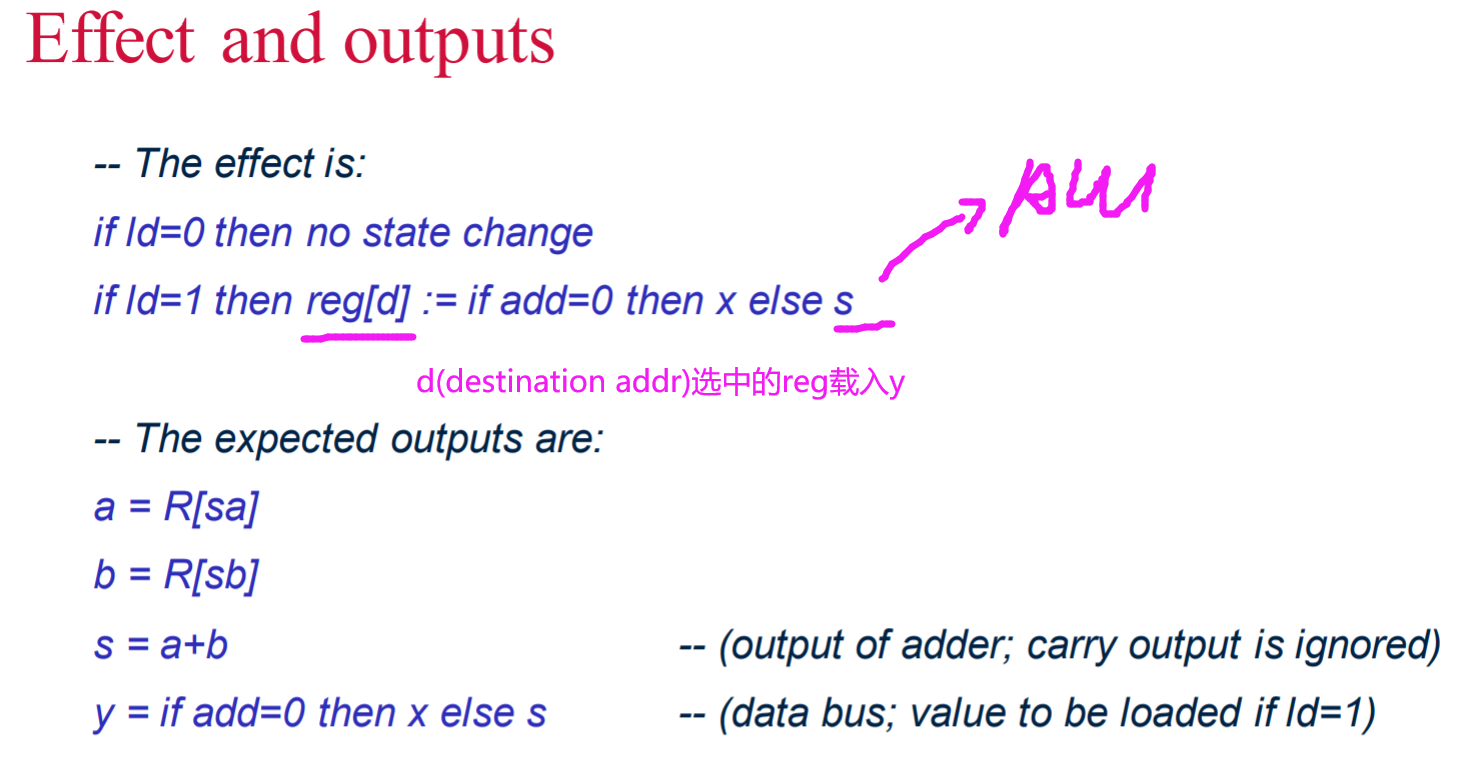 Effect and outputs
-- The effect is:
if ld=0 then no state change
ALU
if ld=1 then reg[d] := if add=0 then x else s
d(destination addr)选中的reg载入y
-- The expected outputs are:
a = R[sa]
b = R[sb]
s = a+b -- (output of adder; carry output is ignored)
y = if add=0 then x else s -- (data bus; value to be loaded if ld=1)